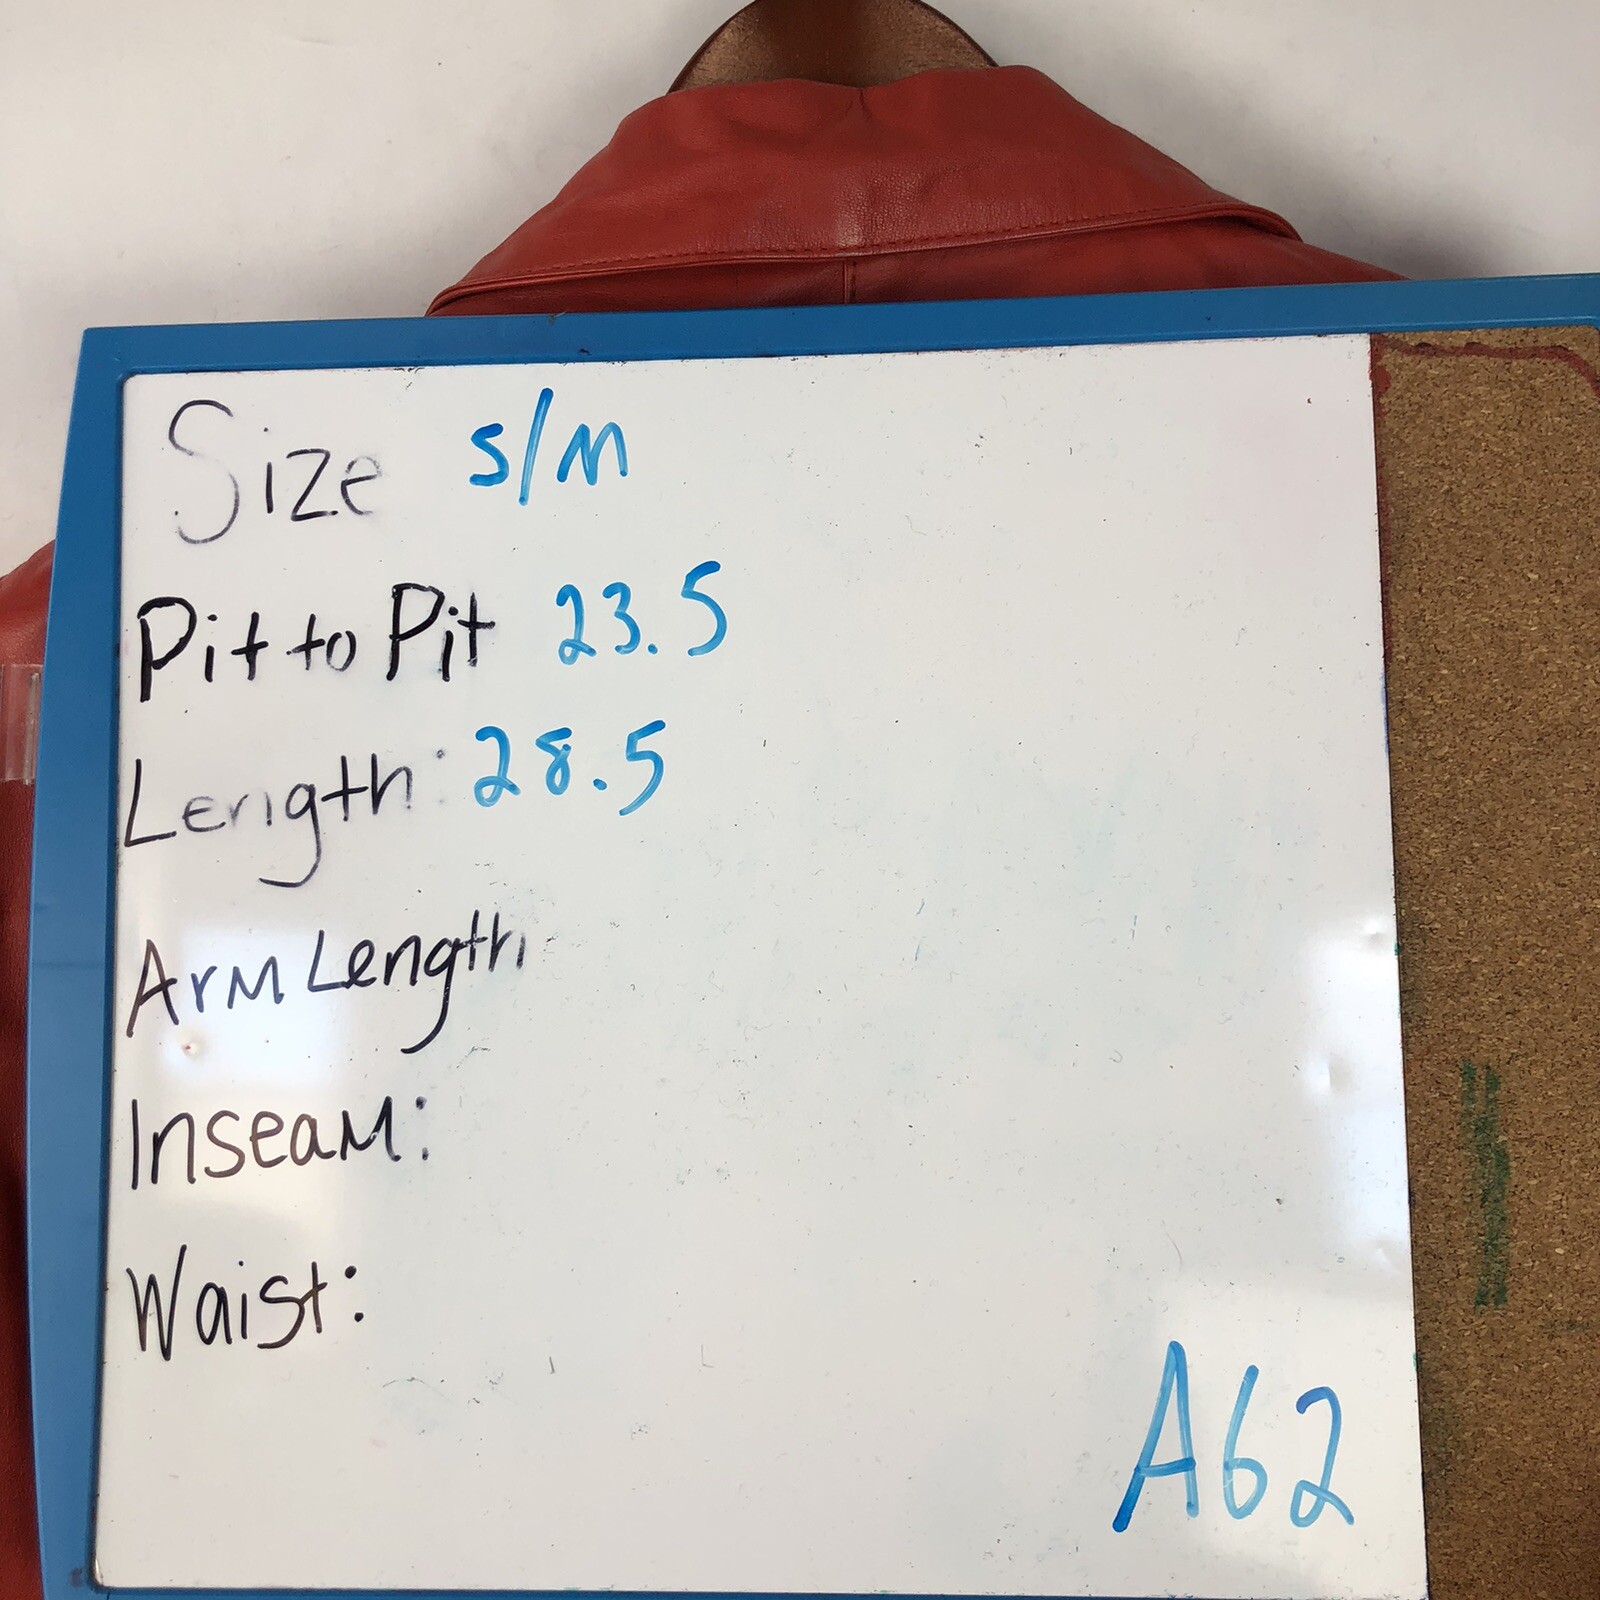 Size S/M
Pit to Pit 23.5
Length: 28.5
Arm Length
Inseam:
Waist:
A62